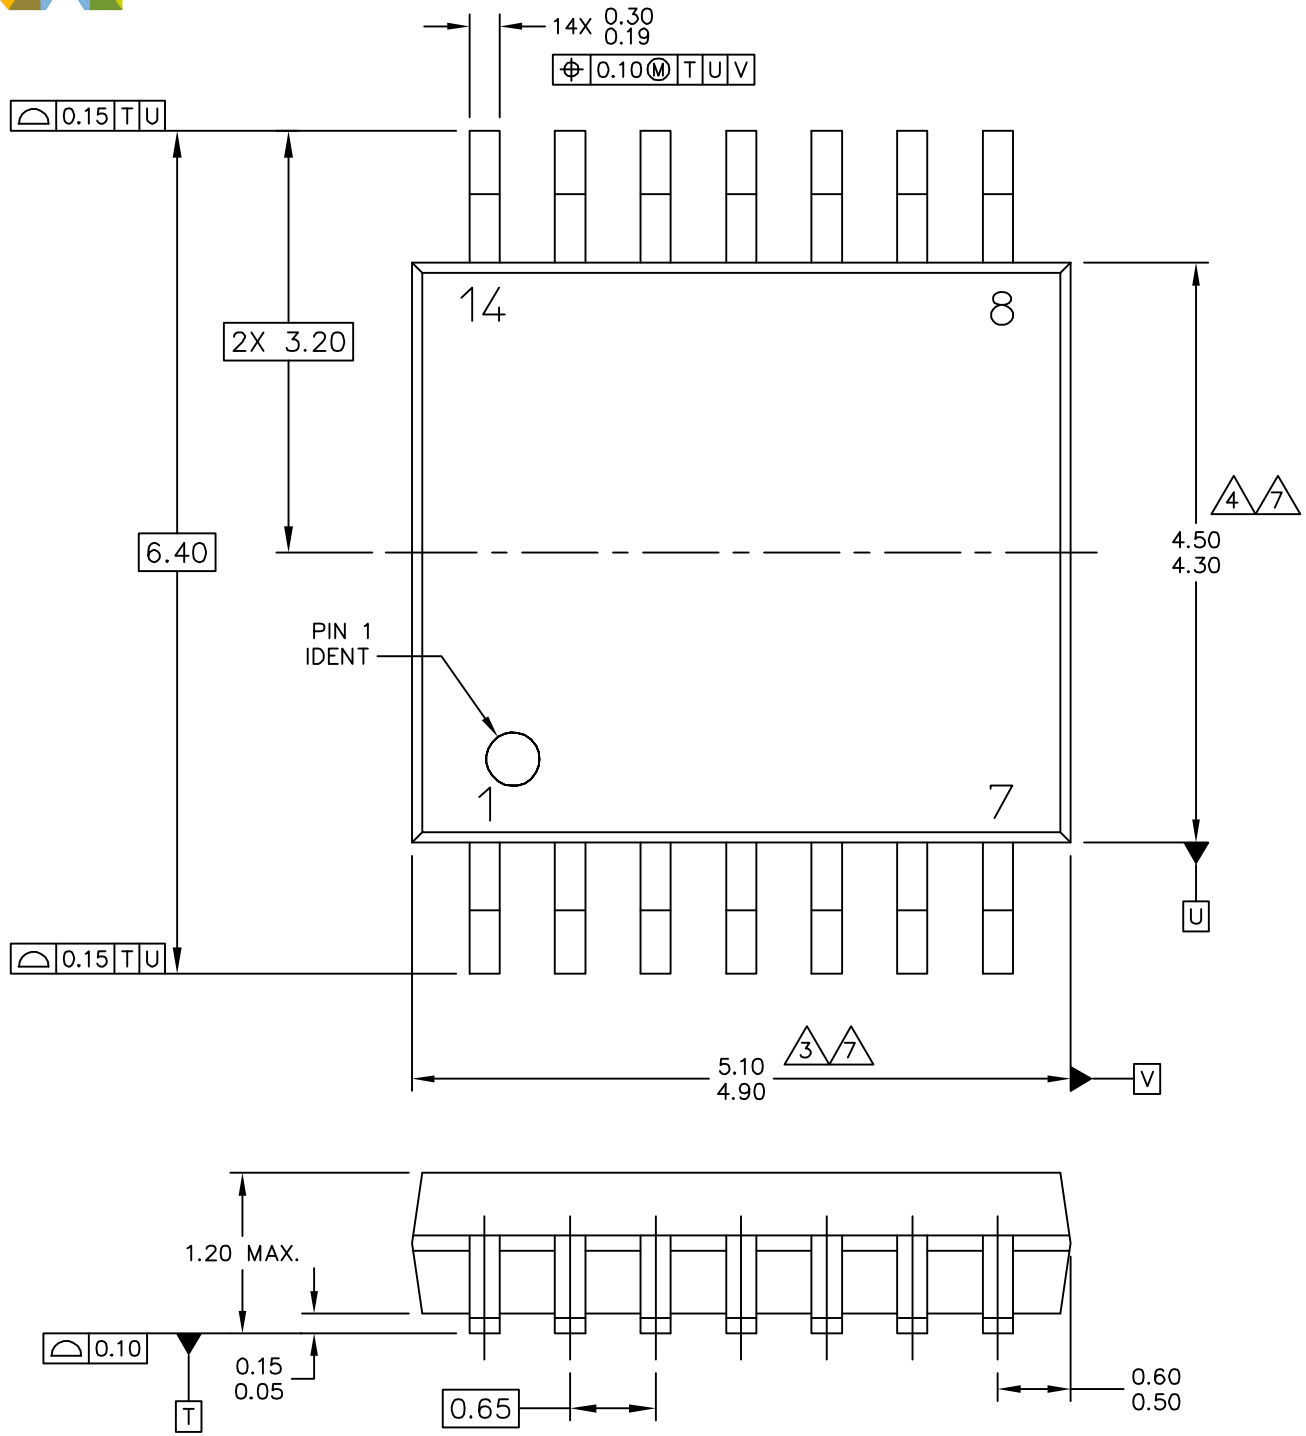 14X 0.30
0.19
⌖ 0.10 Ⓜ T U V
⌓ 0.15 T U
14
8
2X 3.20
4 7
6.40
4.50
4.30
PIN 1
IDENT
1
7
U
⌓ 0.15 T U
3 7
5.10
4.90
V
1.20 MAX.
⌓ 0.10
0.15
0.05
T
0.65
0.60
0.50